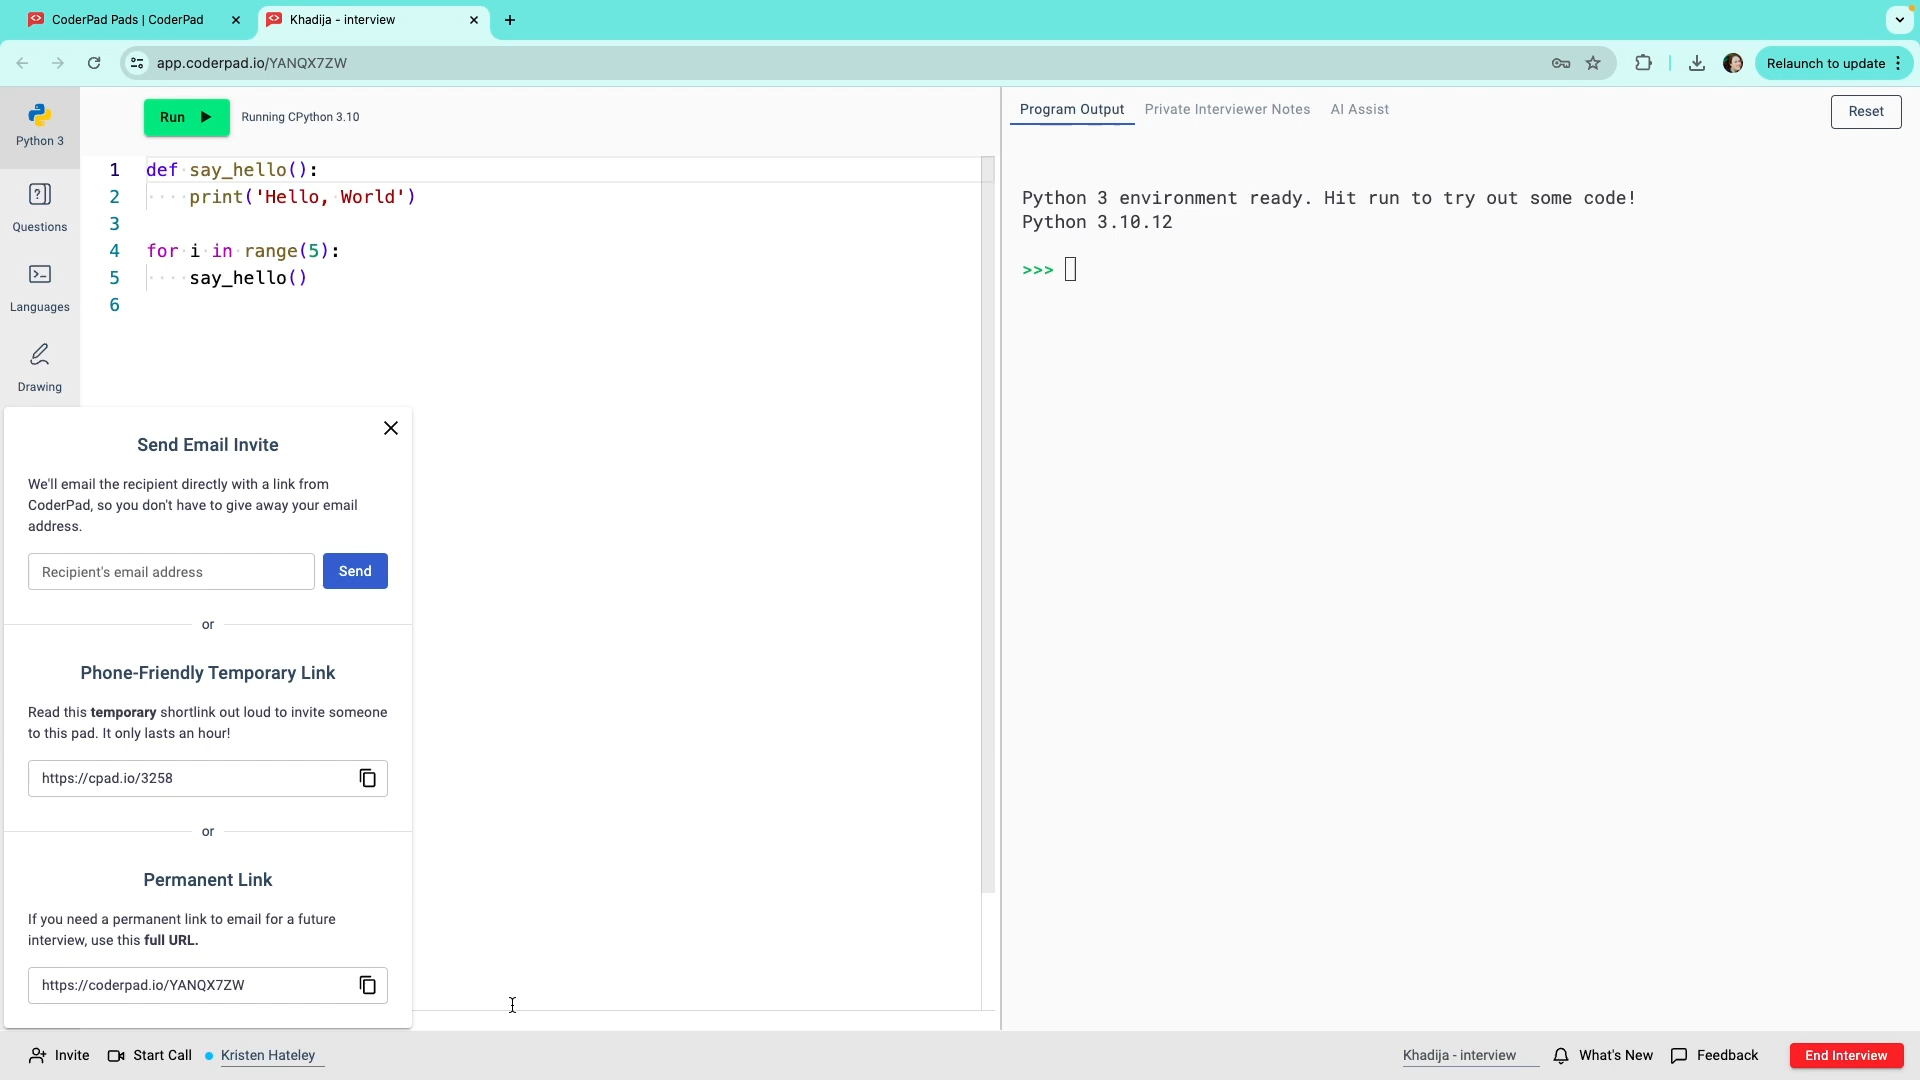 CoderPad Pads | CoderPad
Khadija - interview
app.coderpad.io/YANQX7ZW
Relaunch to update
Python 3
Questions
Languages
Drawing
Run
Running CPython 3.10
1 def say_hello():
2 print('Hello, World')
3
4 for i in range(5):
5 say_hello()
6
Send Email Invite
We'll email the recipient directly with a link from
CoderPad, so you don't have to give away your email
address.
Recipient's email address
Send
or
Phone-Friendly Temporary Link
Read this temporary shortlink out loud to invite someone
to this pad. It only lasts an hour!
https://cpad.io/3258
or
Permanent Link
If you need a permanent link to email for a future
interview, use this full URL.
https://coderpad.io/YANQX7ZW
Program Output
Private Interviewer Notes
AI Assist
Reset
Python 3 environment ready. Hit run to try out some code!
Python 3.10.12
>>>
Invite
Start Call
Kristen Hateley
Khadija - interview
What's New
Feedback
End Interview